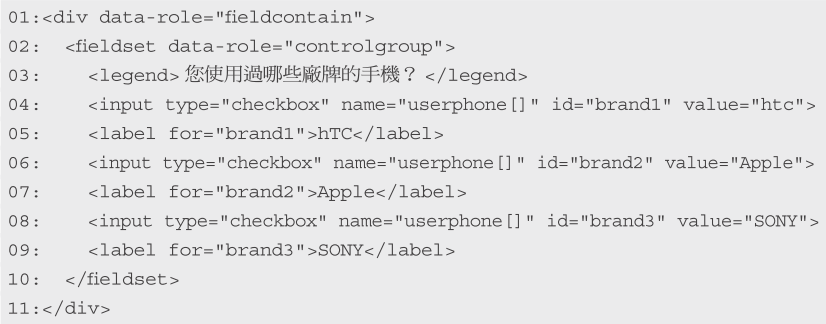 01:<div data-role="fieldcontain">
02:  <fieldset data-role="controlgroup">
03:    <legend> 您使用過哪些廠牌的手機？ </legend>
04:    <input type="checkbox" name="userphone[]" id="brand1" value="htc">
05:    <label for="brand1">hTC</label>
06:    <input type="checkbox" name="userphone[]" id="brand2" value="Apple">
07:    <label for="brand2">Apple</label>
08:    <input type="checkbox" name="userphone[]" id="brand3" value="SONY">
09:    <label for="brand3">SONY</label>
10:  </fieldset>
11:</div>